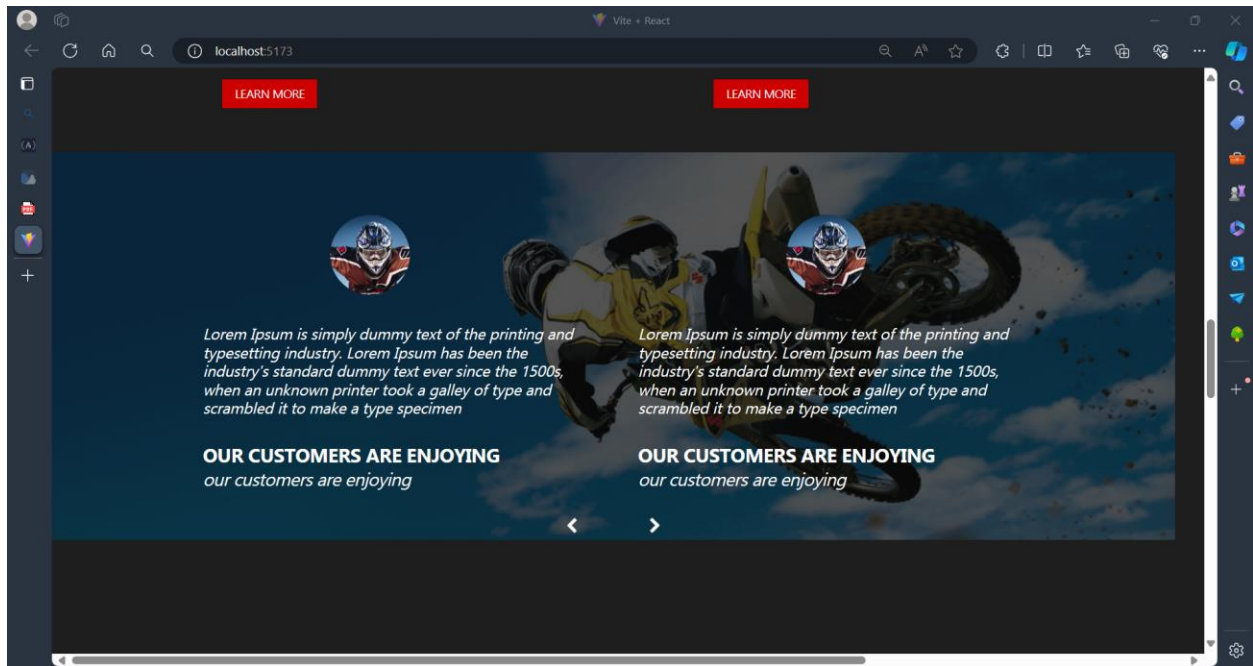 Vite + React
localhost:5173
LEARN MORE
LEARN MORE
Lorem Ipsum is simply dummy text of the printing and
typesetting industry. Lorem Ipsum has been the
industry's standard dummy text ever since the 1500s,
when an unknown printer took a galley of type and
scrambled it to make a type specimen
OUR CUSTOMERS ARE ENJOYING
our customers are enjoying
Lorem Ipsum is simply dummy text of the printing and
typesetting industry. Lorem Ipsum has been the
industry's standard dummy text ever since the 1500s,
when an unknown printer took a galley of type and
scrambled it to make a type specimen
OUR CUSTOMERS ARE ENJOYING
our customers are enjoying